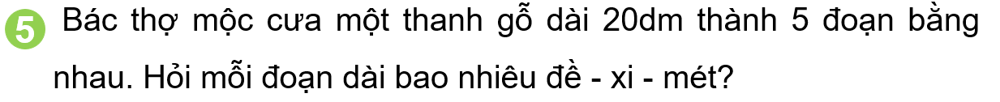 5 Bác thợ mộc cưa một thanh gỗ dài 20dm thành 5 đoạn bằng
nhau. Hỏi mỗi đoạn dài bao nhiêu đề - xi - mét?